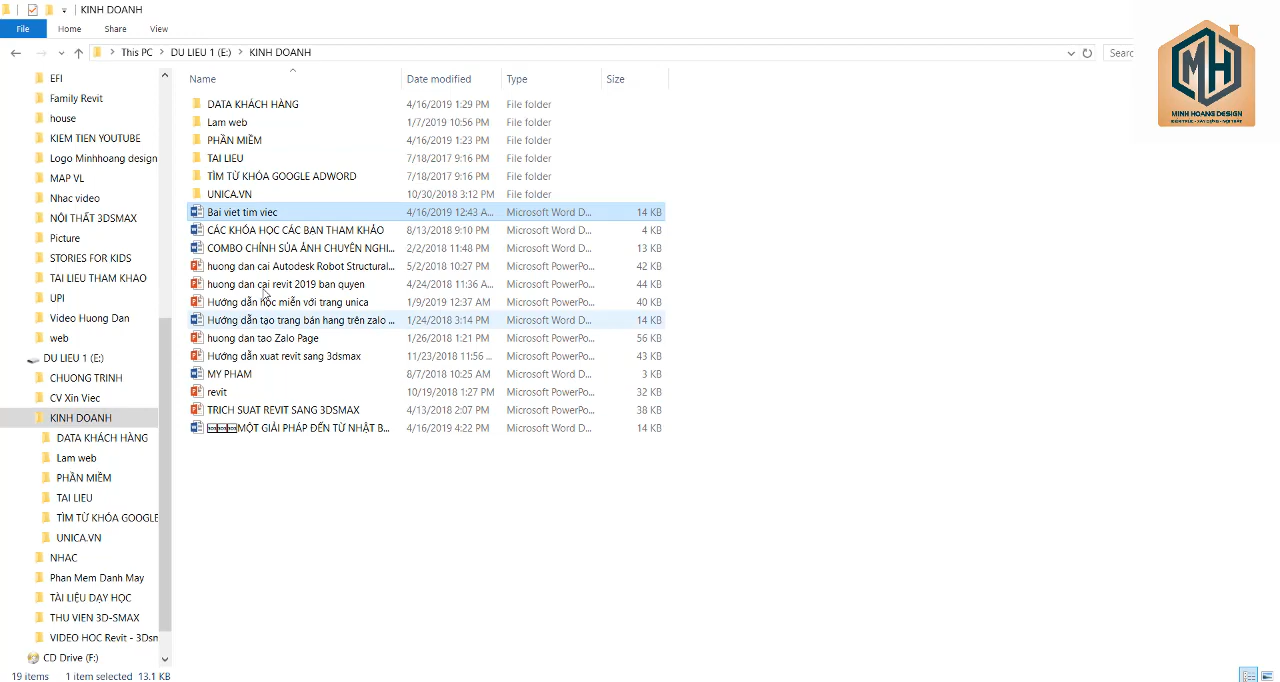 KINH DOANH
File Home Share View
This PC > DU LIEU 1 (E:) > KINH DOANH
Searc
MH
MINH HOANG DESIGN
KIẾN TRÚC - XÂY DỰNG - NỘI THẤT
EFI
Family Revit
house
KIEM TIEN YOUTUBE
Logo Minhoang design
MAP VL
Nhac video
NỘI THẤT 3DSMAX
Picture
STORIES FOR KIDS
TAI LIEU THAM KHAO
UPI
Video Huong Dan
web
DU LIEU 1 (E:)
CHUONG TRINH
CV Xin Viec
KINH DOANH
DATA KHÁCH HÀNG
Lam web
PHẦN MIỀM
TAI LIEU
TÌM TỪ KHÓA GOOGLE
UNICA.VN
NHAC
Phan Mem Danh May
TÀI LIỆU DẠY HỌC
THU VIEN 3D-SMAX
VIDEO HOC Revit - 3Dsm
CD Drive (F:)
Name Date modified Type Size
DATA KHÁCH HÀNG 4/16/2019 1:29 PM File folder
Lam web 1/7/2019 10:56 PM File folder
PHẦN MIỀM 4/16/2019 1:23 PM File folder
TAI LIEU 7/18/2017 9:16 PM File folder
TÌM TỪ KHÓA GOOGLE ADWORD 7/18/2017 9:16 PM File folder
UNICA.VN 10/30/2018 3:12 PM File folder
Bai viet tim viec 4/16/2019 12:43 A... Microsoft Word D... 14 KB
CÁC KHÓA HỌC CÁC BẠN THAM KHẢO 8/13/2018 9:10 PM Microsoft Word D... 4 KB
COMBO CHỈNH SỬA ẢNH CHUYÊN NGHI... 2/2/2018 11:48 PM Microsoft Word D... 13 KB
huong dan cai Autodesk Robot Structural... 5/2/2018 10:27 PM Microsoft PowerPo... 42 KB
huong dan cai revit 2019 ban quyen 4/24/2018 11:36 A... Microsoft PowerPo... 44 KB
Hướng dẫn học miễn với trang unica 1/9/2019 12:37 AM Microsoft PowerPo... 40 KB
Hướng dẫn tạo trang bán hang trên zalo ... 1/24/2018 3:14 PM Microsoft Word D... 14 KB
huong dan tao Zalo Page 1/26/2018 1:21 PM Microsoft PowerPo... 56 KB
Hướng dẫn xuat revit sang 3dsmax 11/23/2018 11:56 ... Microsoft PowerPo... 43 KB
MY PHAM 8/7/2018 10:25 AM Microsoft Word D... 3 KB
revit 10/19/2018 1:27 PM Microsoft PowerPo... 32 KB
TRICH SUAT REVIT SANG 3DSMAX 4/13/2018 2:07 PM Microsoft PowerPo... 38 KB
MỘT GIẢI PHÁP ĐẾN TỪ NHẬT B... 4/16/2019 4:22 PM Microsoft Word D... 14 KB
19 items 1 item selected 13.1 KB